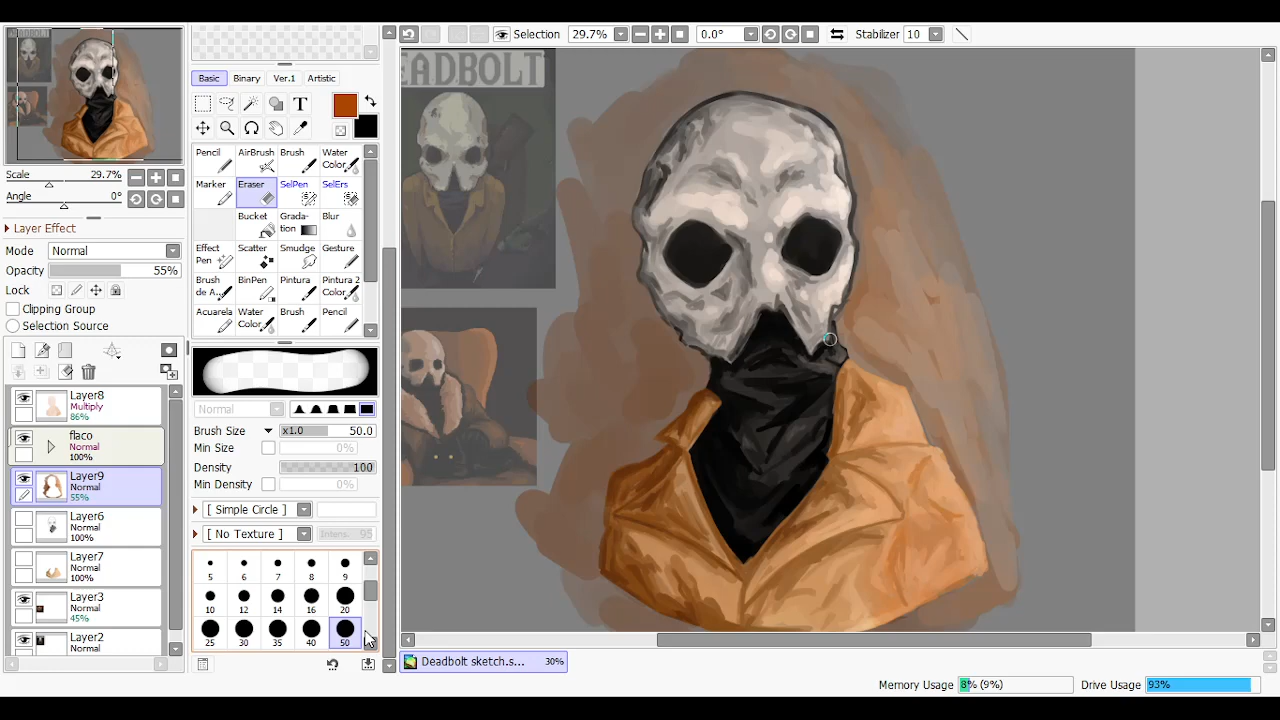 Selection 29.7% 0.0° Stabilizer 10
EADBOLT
Basic Binary Ver.1 Artistic
Scale 29.7%
Angle 0°
Layer Effect
Mode Normal
Opacity 55%
Lock
Clipping Group
Selection Source
Layer8
Multiply
86%
flaco
Normal
100%
Layer9
Normal
55%
Layer6
Normal
100%
Layer7
Normal
100%
Layer3
Normal
45%
Layer2
Normal
T
Pencil AirBrush Brush Water Color
Marker Eraser SelPen SelErs
Bucket Grada-tion Blur
Effect Pen Scatter Smudge Gesture
Brush de A... BinPen Pintura Pintura 2 Color
Acuarela Water Color Brush Pencil
Normal
Brush Size x1.0 50.0
Min Size 0%
Density 100
Min Density 0%
[ Simple Circle ]
[ No Texture ] Intens. 95
5 6 7 8 9
10 12 14 16 20
25 30 35 40 50
Deadbolt sketch.s... 30%
Memory Usage 8% (9%) Drive Usage 93%